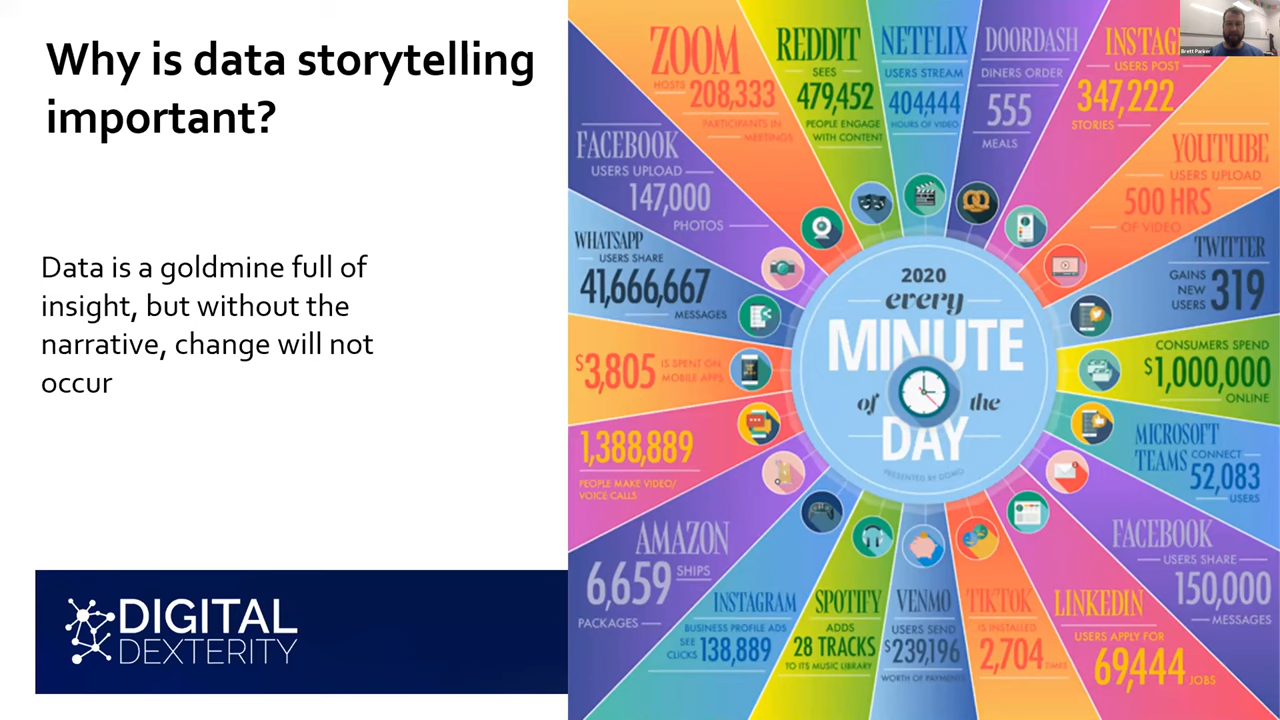 Why is data storytelling
important?
Data is a goldmine full of
insight, but without the
narrative, change will not
occur
DIGITAL
DEXTERITY
ZOOM
HOSTS 208,333
PARTICIPANTS IN
MEETINGS
REDDIT
SEES
479,452
PEOPLE ENGAGE
WITH CONTENT
NETFLIX
USERS STREAM
404,444
HOURS OF VIDEO
DOORDASH
DINERS ORDER
555
MEALS
INSTAG
USERS POST
347,222
STORIES
Brett Parker
YOUTUBE
USERS UPLOAD
500 HRS
OF VIDEO
TWITTER
GAINS
NEW
USERS 319
CONSUMERS SPEND
$1,000,000
ONLINE
MICROSOFT
TEAMS CONNECT
52,083
USERS
FACEBOOK
USERS SHARE
150,000
MESSAGES
LINKEDIN
USERS APPLY FOR
69,444 JOBS
TIKTOK
IS INSTALLED
2,704 TIMES
VENMO
USERS SEND
$239,196
WORTH OF PAYMENTS
SPOTIFY
ADDS
28 TRACKS
TO ITS MUSIC LIBRARY
INSTAGRAM
BUSINESS PROFILE ADS
SEE
CLICKS 138,889
AMAZON
6,659 SHIPS
PACKAGES
1,388,889
PEOPLE MAKE VIDEO/
VOICE CALLS
$3,805 IS SPENT ON
MOBILE APPS
WHATSAPP
USERS SHARE
41,666,667
MESSAGES
FACEBOOK
USERS UPLOAD
147,000
PHOTOS
2020
every
MINUTE
of the
DAY
PRESENTED BY DOMO